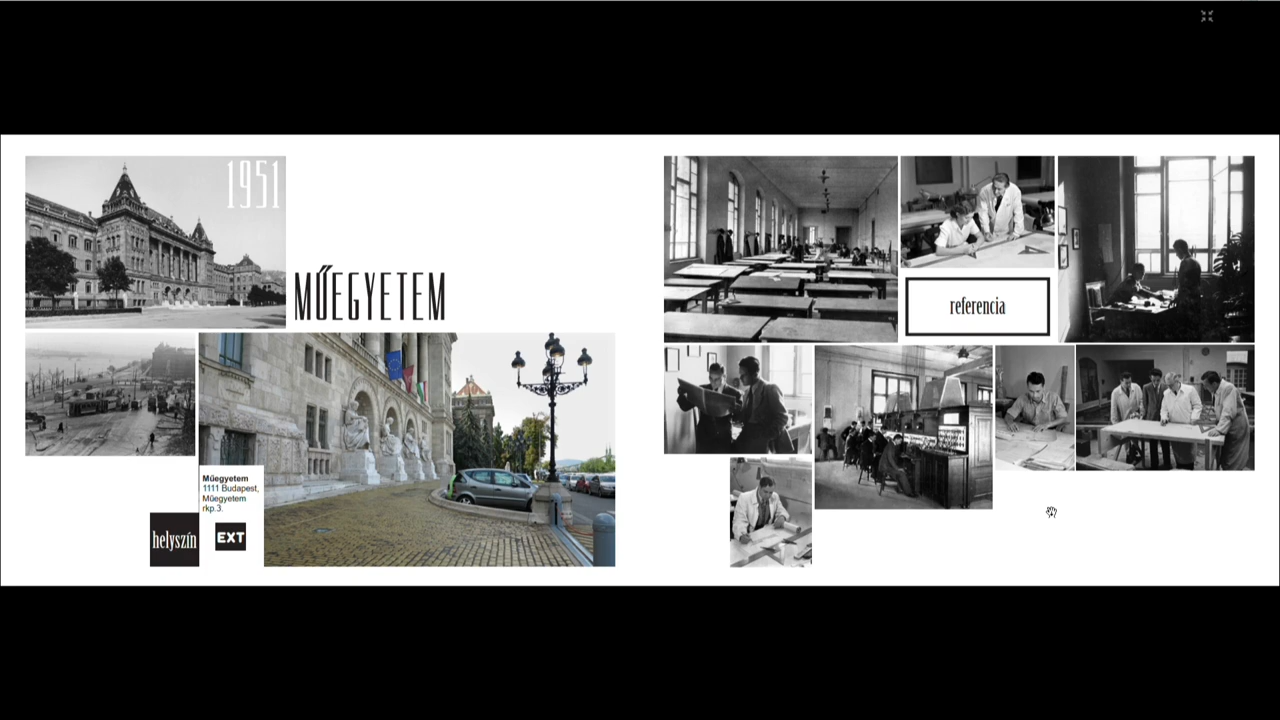 1951
MŰEGYETEM
Műegyetem
1111 Budapest,
Műegyetem
rkp.3.
helyszín
EXT
referencia